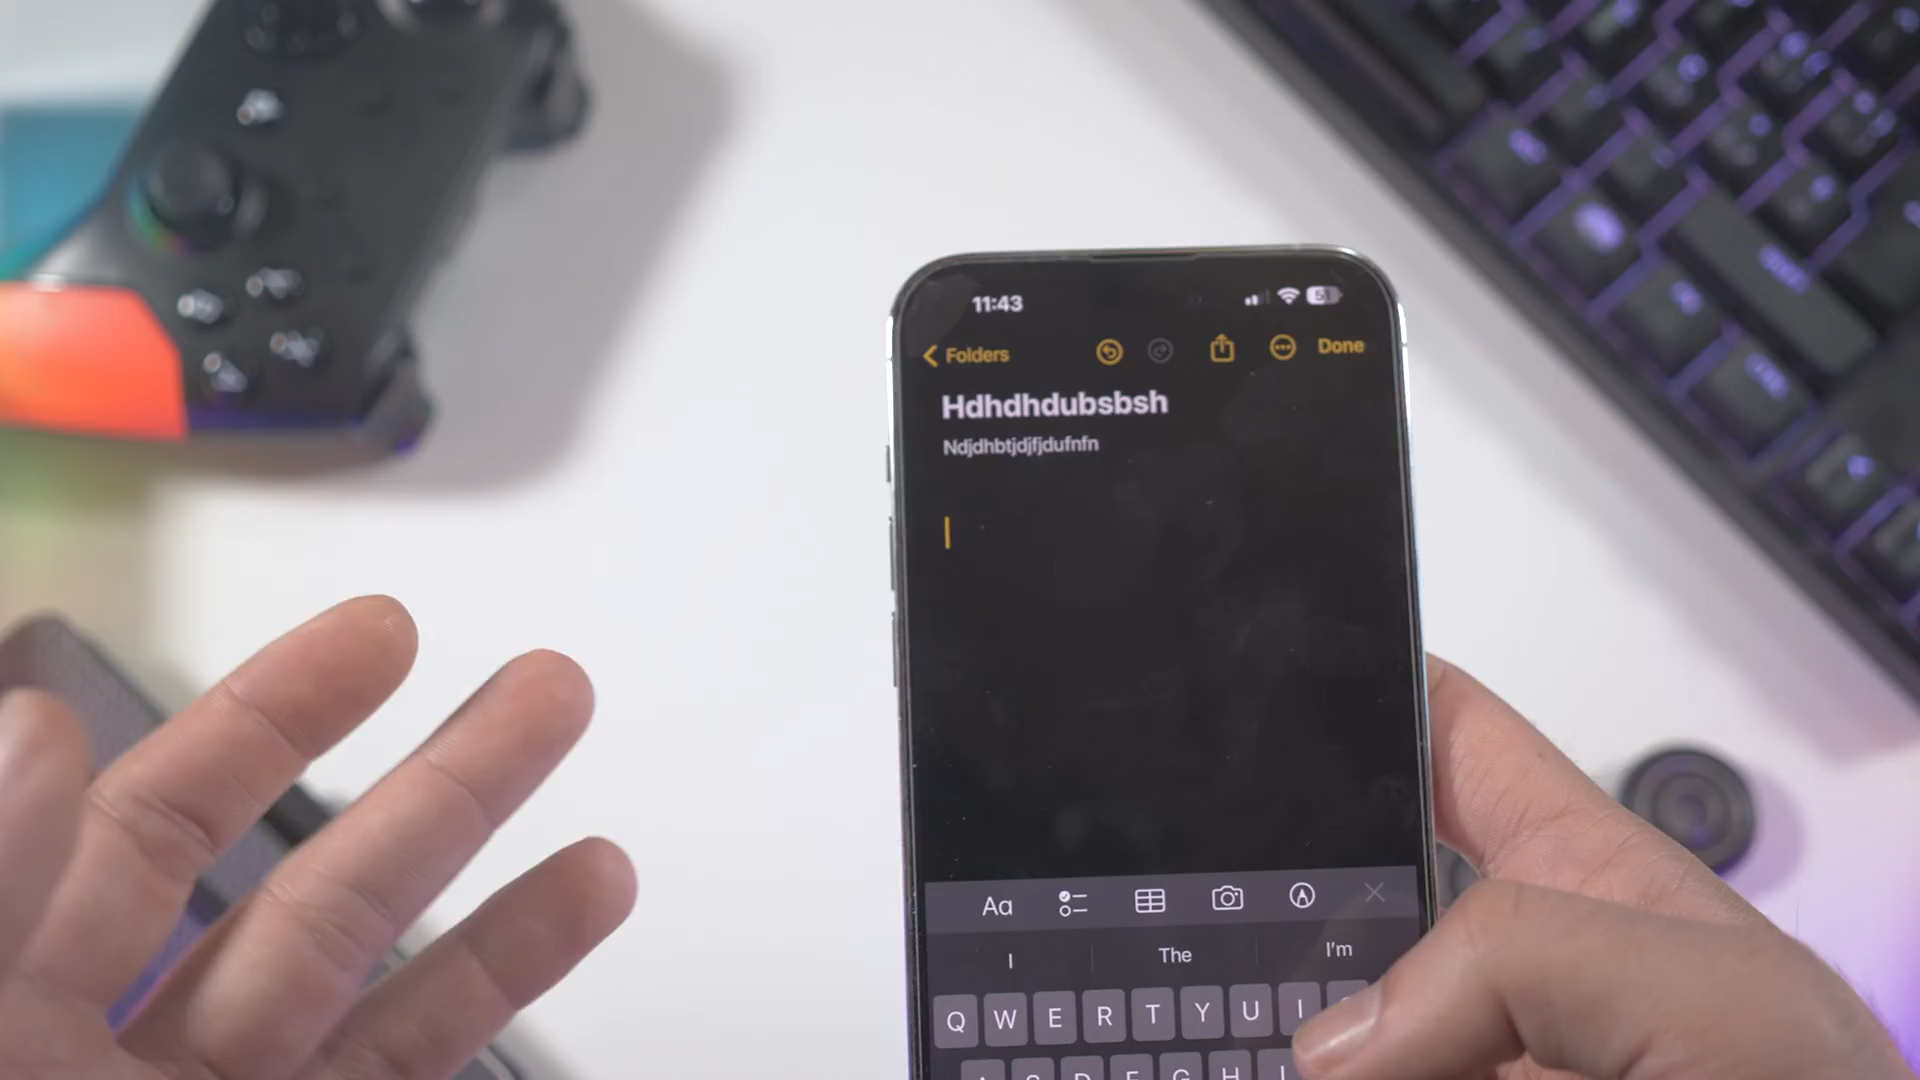 11:43
Folders
Done
Hdhdhdubsbsh
Ndjdhbtjdjfjdufnfn
Aa
I The I'm
Q W E R T Y U I